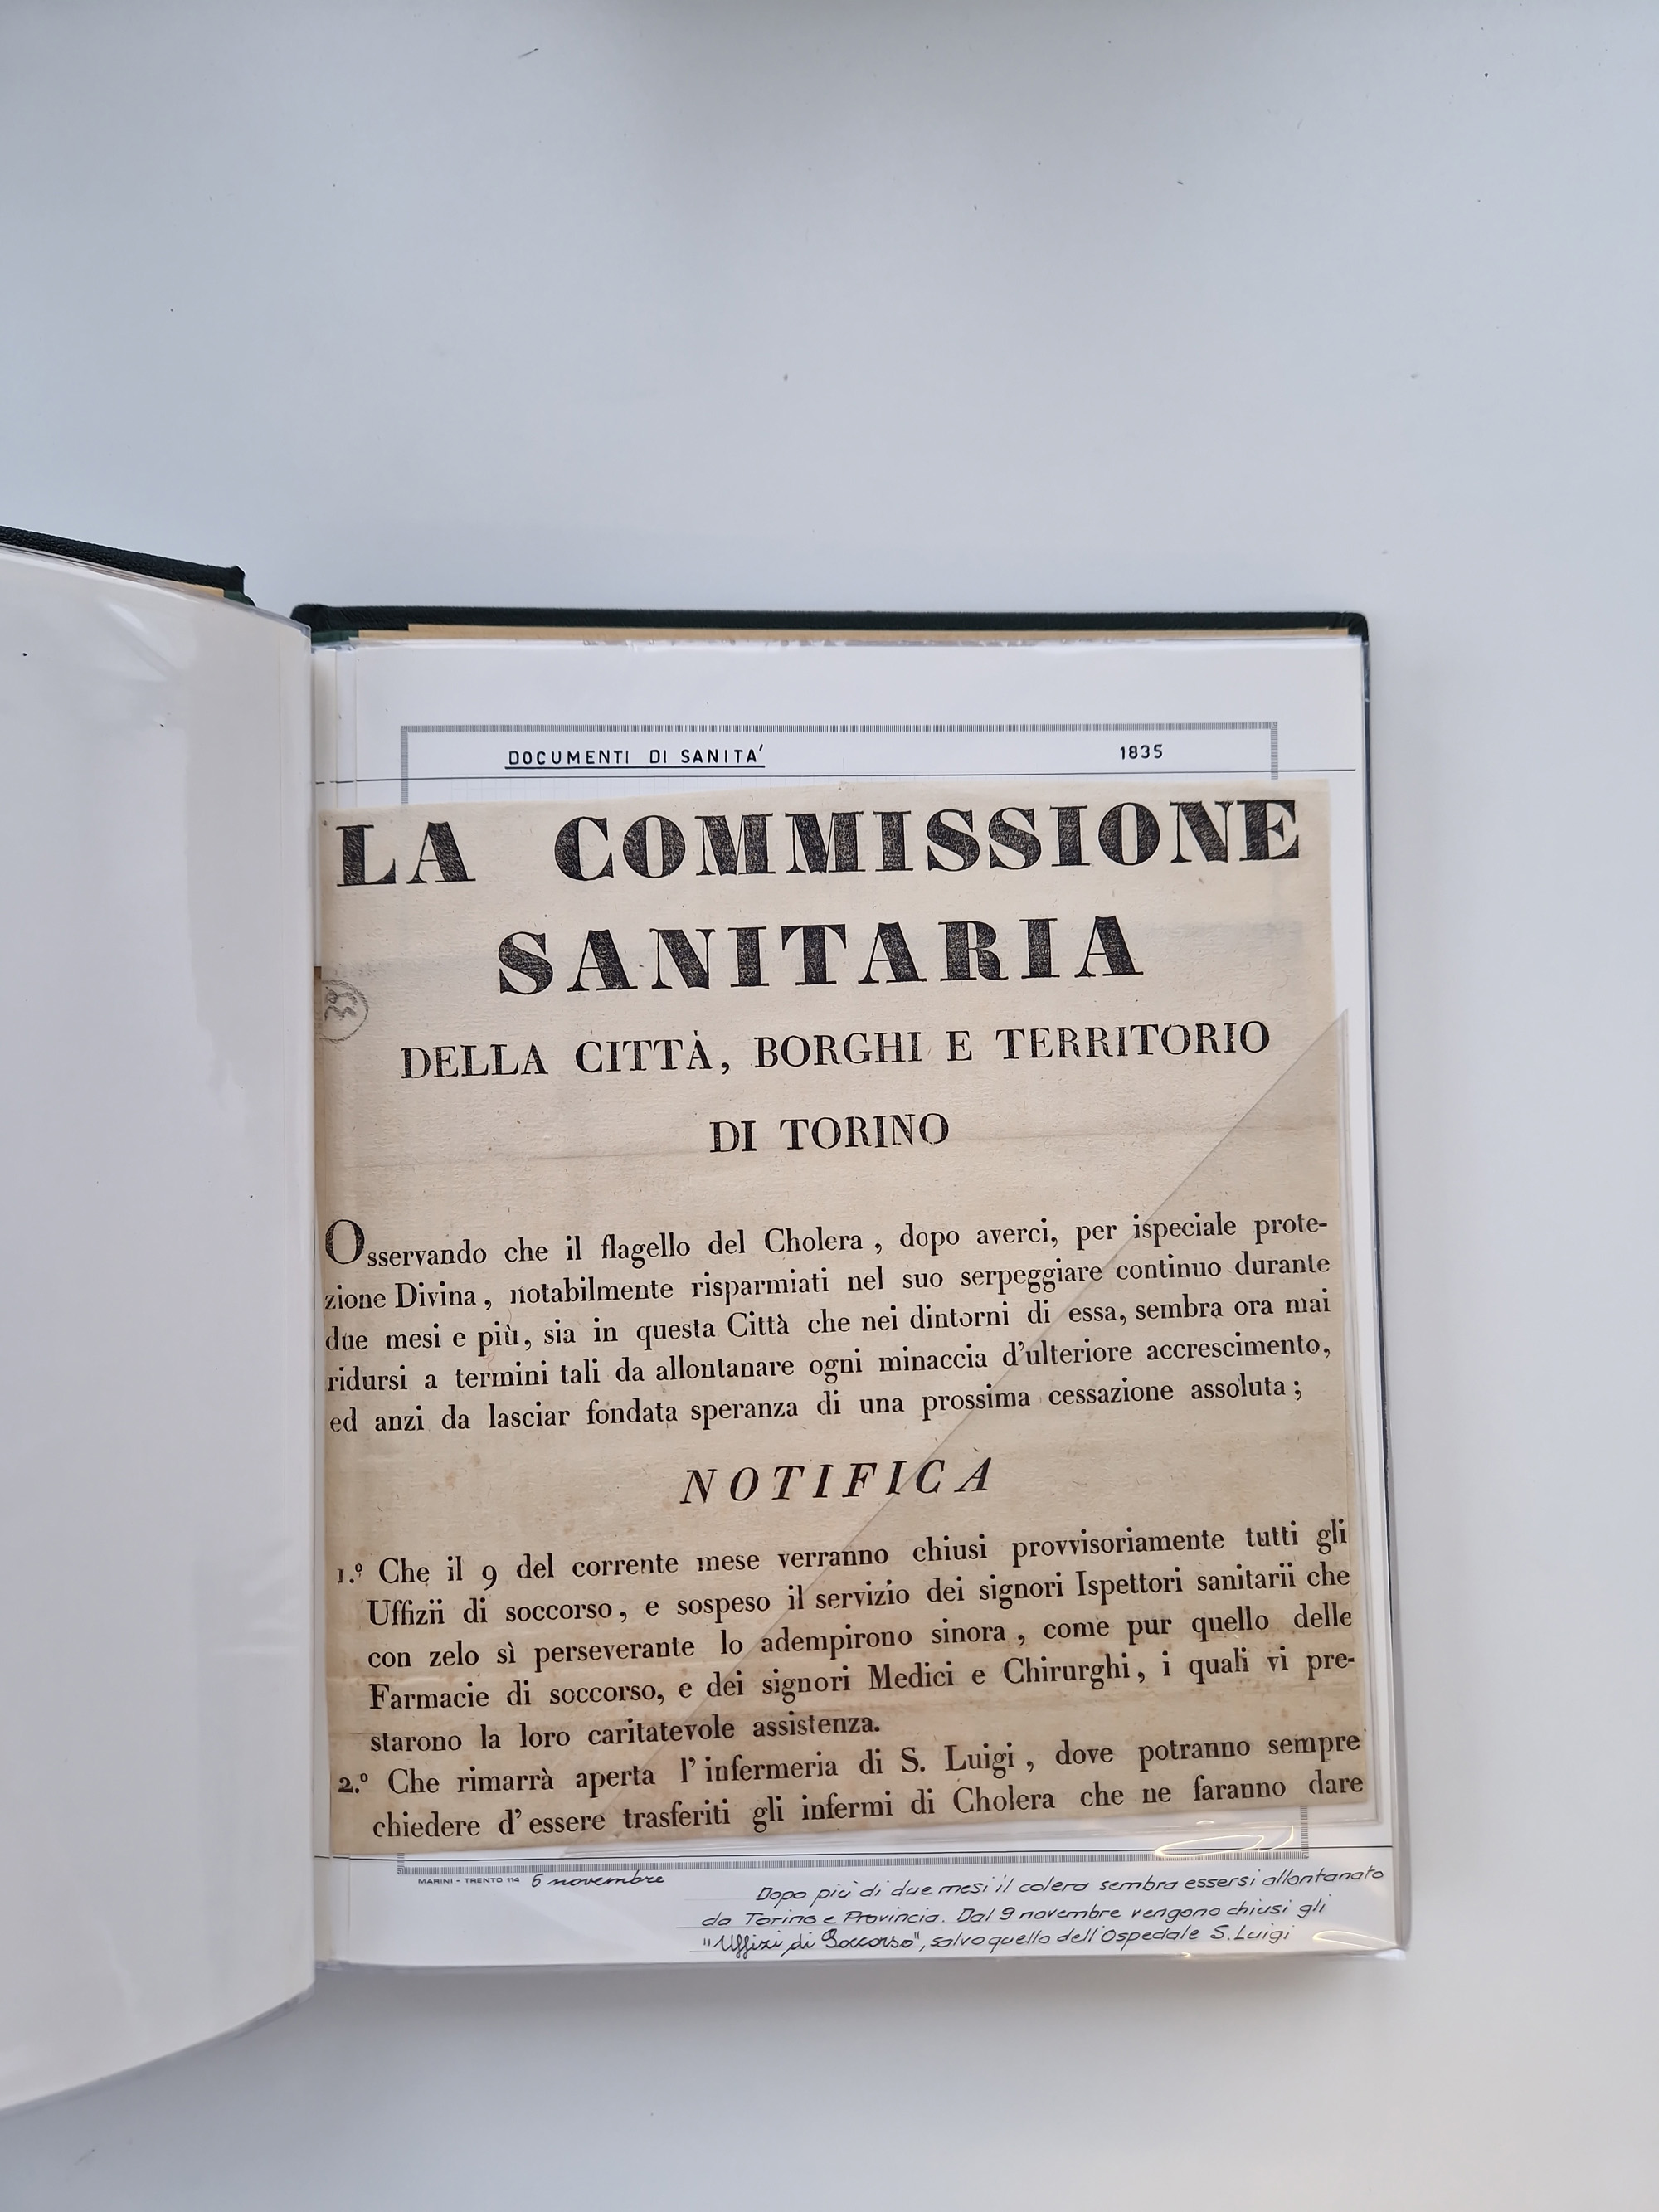 DOCUMENTI DI SANITA'
1835
LA COMMISSIONE
SANITARIA
DELLA CITTÀ, BORGHI E TERRITORIO
DI TORINO
Osservando che il flagello del Cholera , dopo averci, per ispeciale prote-
zione Divina , notabilmente risparmiati nel suo serpeggiare continuo durante
due mesi e più, sia in questa Città che nei dintorni di essa, sembra ora mai
ridursi a termini tali da allontanare ogni minaccia d'ulteriore accrescimento,
ed anzi da lasciar fondata speranza di una prossima cessazione assoluta ;
NOTIFICA
1.º Che il 9 del corrente mese verranno chiusi provvisoriamente tutti gli
Uffizii di soccorso , e sospeso il servizio dei signori Ispettori sanitarii che
con zelo sì perseverante lo adempirono sinora , come pur quello delle
Farmacie di soccorso, e dei signori Medici e Chirurghi , i quali vi pre-
starono la loro caritatevole assistenza.
2.º Che rimarrà aperta l' infermeria di S. Luigi , dove potranno sempre
chiedere d' essere trasferiti gli infermi di Cholera che ne faranno dare
MARINI - TRENTO 114
6 novembre
Dopo più di due mesi il colera sembra essersi allontanato
da Torino e Provincia. Dal 9 novembre vengono chiusi gli
"Uffizi di Soccorso", salvo quello dell'Ospedale S. Luigi